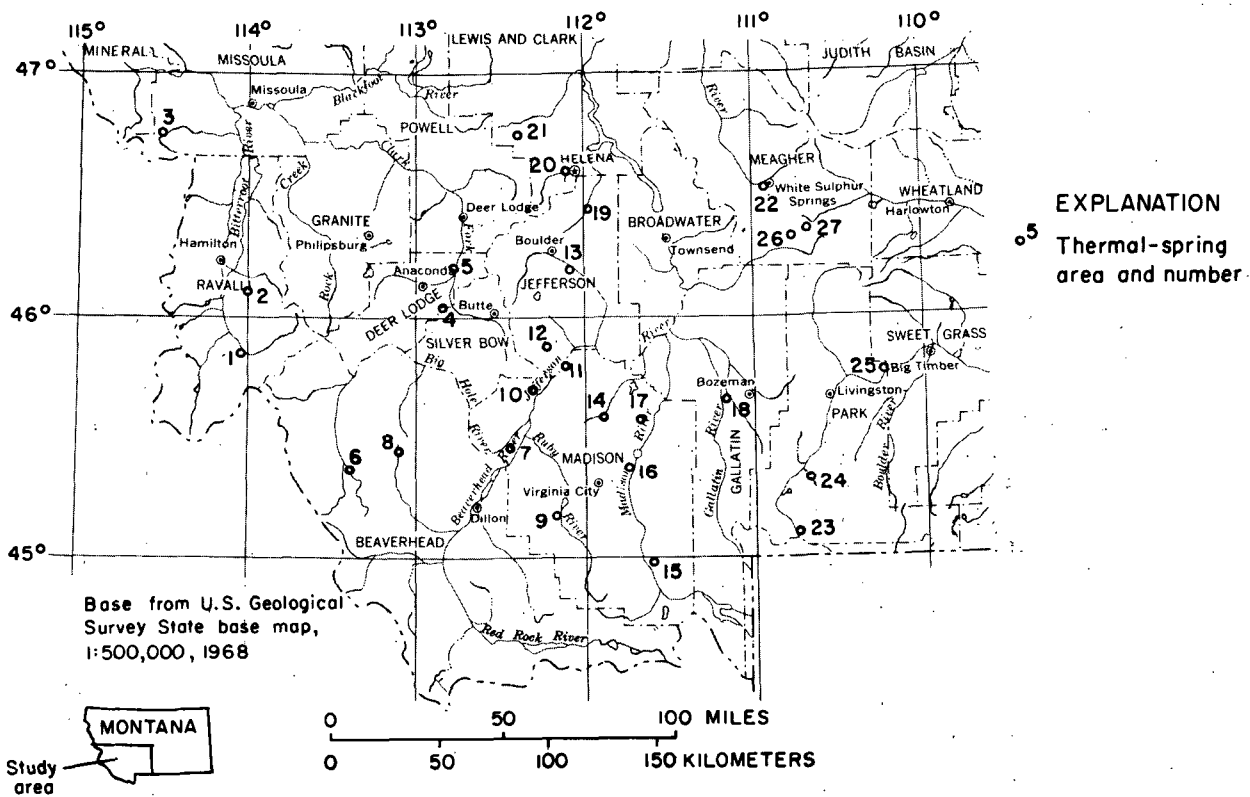 115°
114°
113°
112°
111°
110°
MINERAL
MISSOULA
LEWIS AND CLARK
JUDITH BASIN
47°
Missoula
Blackfoot
River
River
3
POWELL
21
River
Clark
20
HELENA
MEAGHER
Creek
22
White Sulphur
Springs
WHEATLAND
Harlowton
Bitterroot
Deer Lodge
19
BROADWATER
GRANITE
Philipsburg
Fork
26
27
Hamilton
Boulder
13
Townsend
RAVALLI
2
Rock
Anaconda
5
JEFFERSON
46°
DEER LODGE
4
Butte
River
SWEET GRASS
1
SILVER BOW
12
11
25
Big Timber
Big
Hole
River
10
Jefferson
14
17
River
Bozeman
18
Livingston
PARK
River
Boulder
River
6
8
7
Ruby
River
MADISON
16
Madison
Gallatin
GALLATIN
24
Beaverhead
River
Virginia City
Dillon
9
23
45°
BEAVERHEAD
15
Red Rock River
EXPLANATION
5
Thermal-spring
area and number
Base from U.S. Geological
Survey State base map,
1:500,000, 1968
MONTANA
Study
area
0 50 100 MILES
0 50 100 150 KILOMETERS